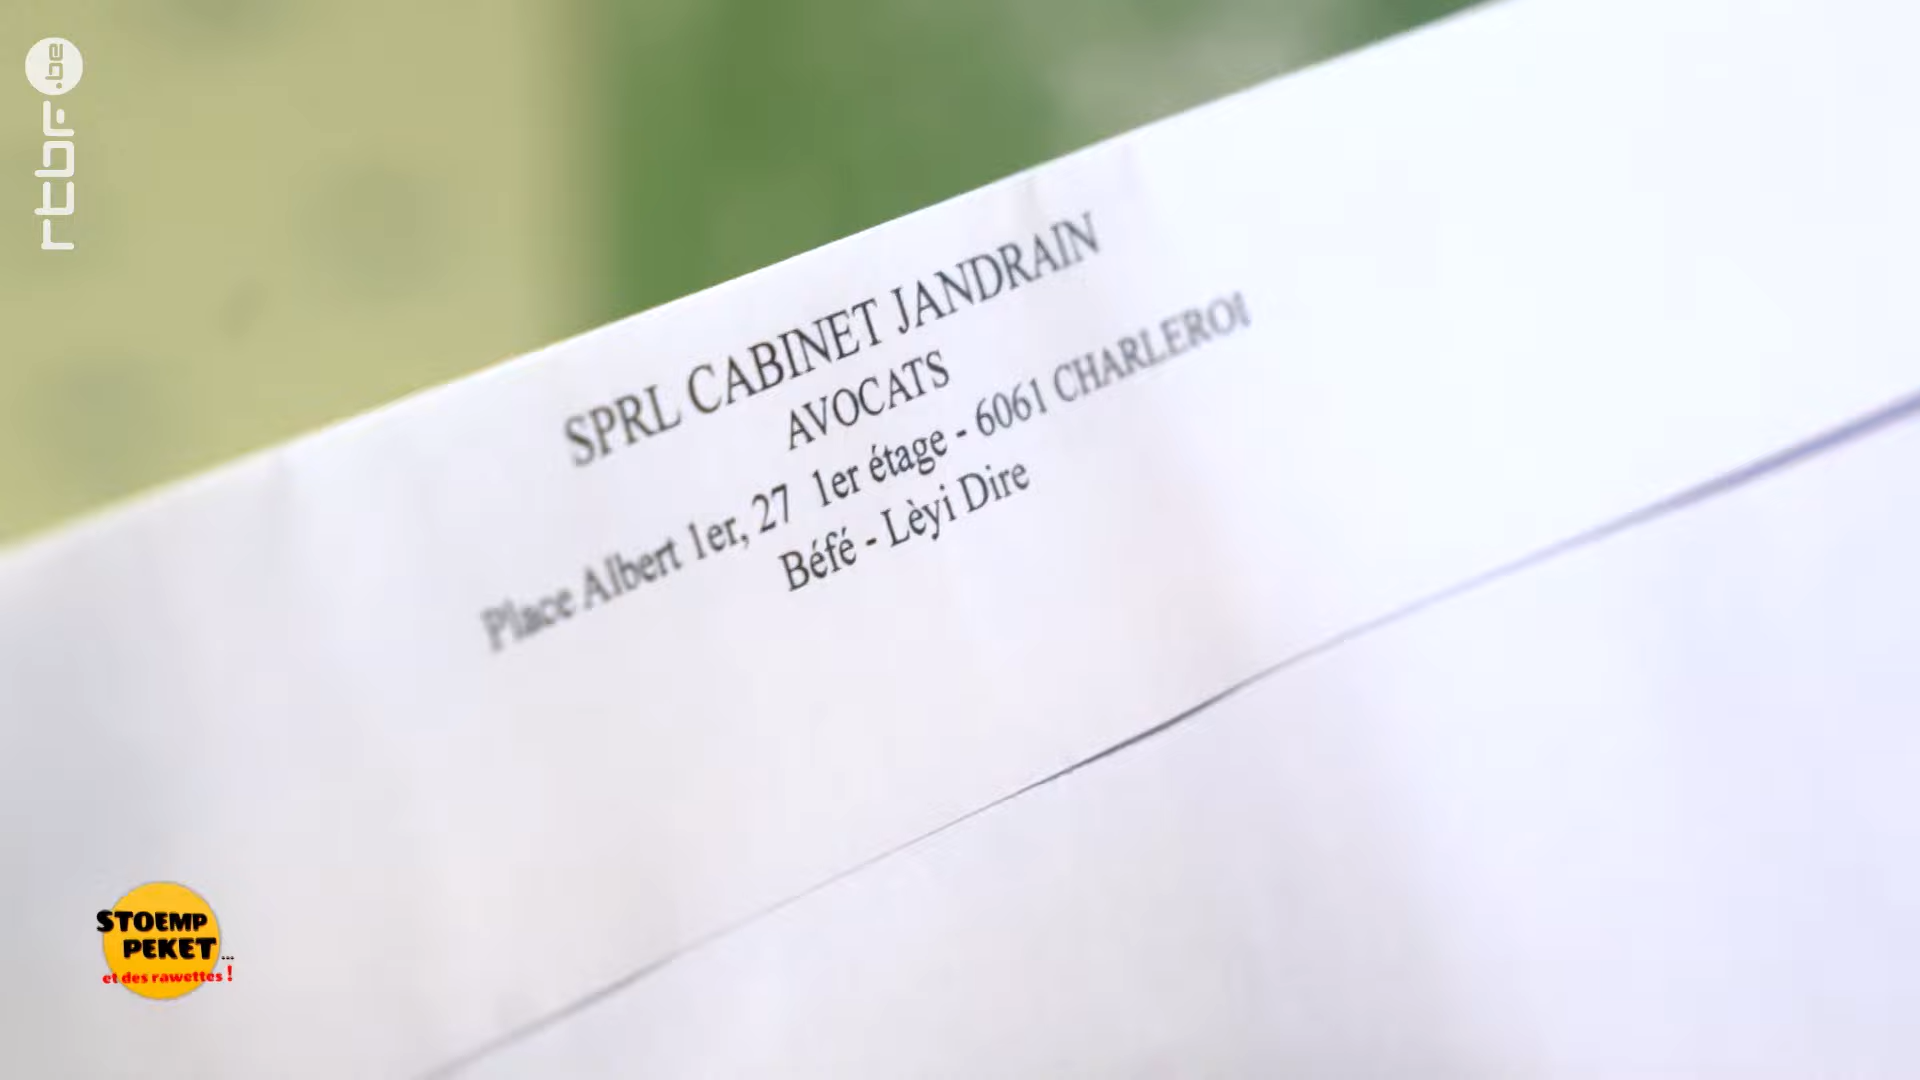 rtbf.be
SPRL CABINET JANDRAIN
AVOCATS
Place Albert 1er, 27 1er étage - 6061 CHARLEROI
Béfé - Lèyi Dire
STOEMP
PEKET...
et des rawettes !